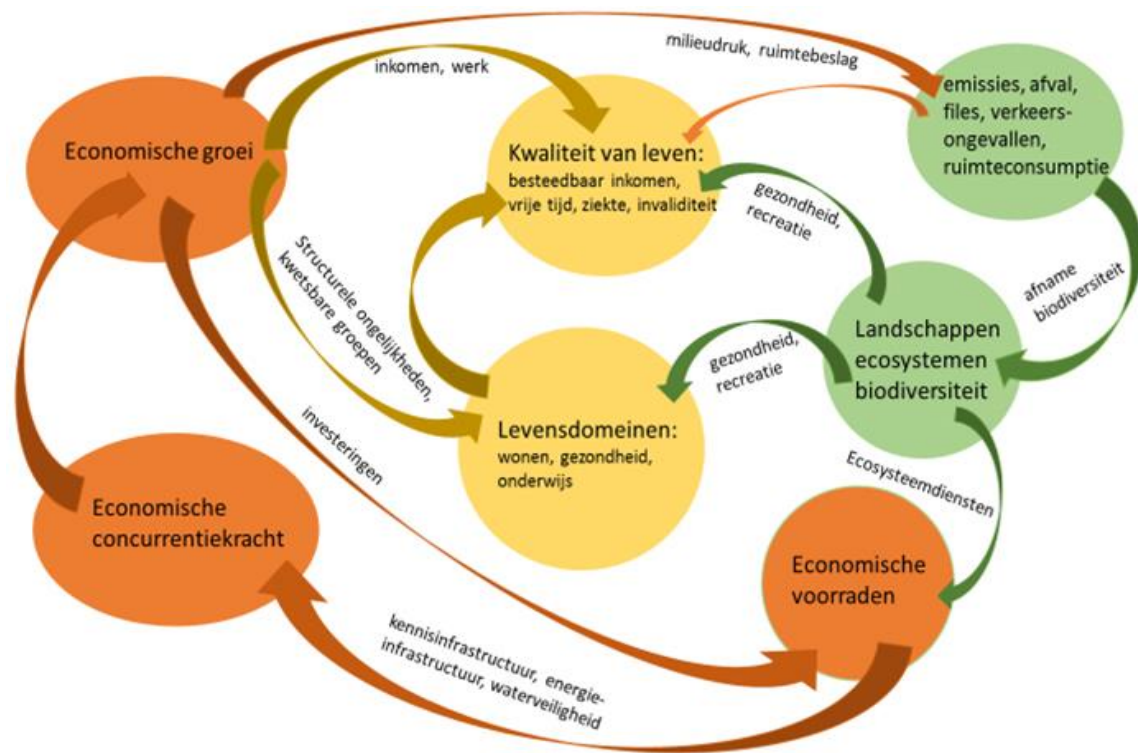 milieudruk, ruimtebeslag
inkomen, werk
emissies, afval,
files, verkeers-
ongevallen,
ruimteconsumptie
Economische groei
Kwaliteit van leven:
besteedbaar inkomen,
vrije tijd, ziekte, invaliditeit
gezondheid,
recreatie
Structurele ongelijkheden,
kwetsbare groepen
afname
biodiversiteit
Landschappen
ecosystemen
biodiversiteit
gezondheid,
recreatie
Levensdomeinen:
wonen, gezondheid,
onderwijs
investeringen
Ecosysteemdiensten
Economische
concurrentiekracht
Economische
voorraden
kennisinfrastructuur, energie-
infrastructuur, waterveiligheid